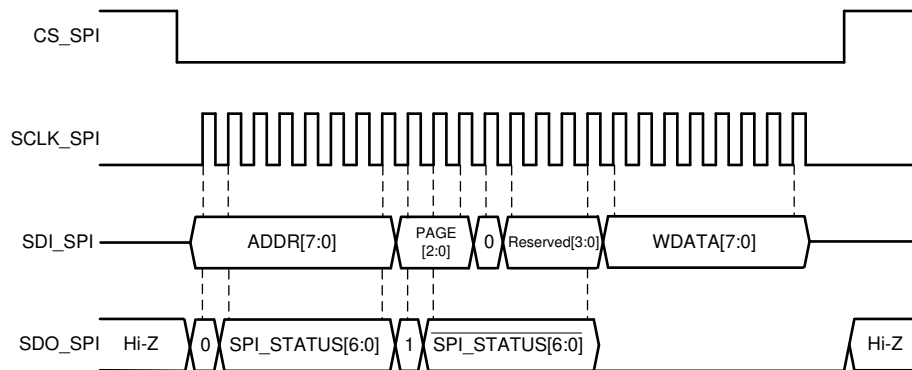 CS_SPI
SCLK_SPI
SDI_SPI
ADDR[7:0]
PAGE
[2:0]
0
Reserved[3:0]
WDATA[7:0]
SDO_SPI
Hi-Z
0
SPI_STATUS[6:0]
1
SPI_STATUS[6:0]
Hi-Z